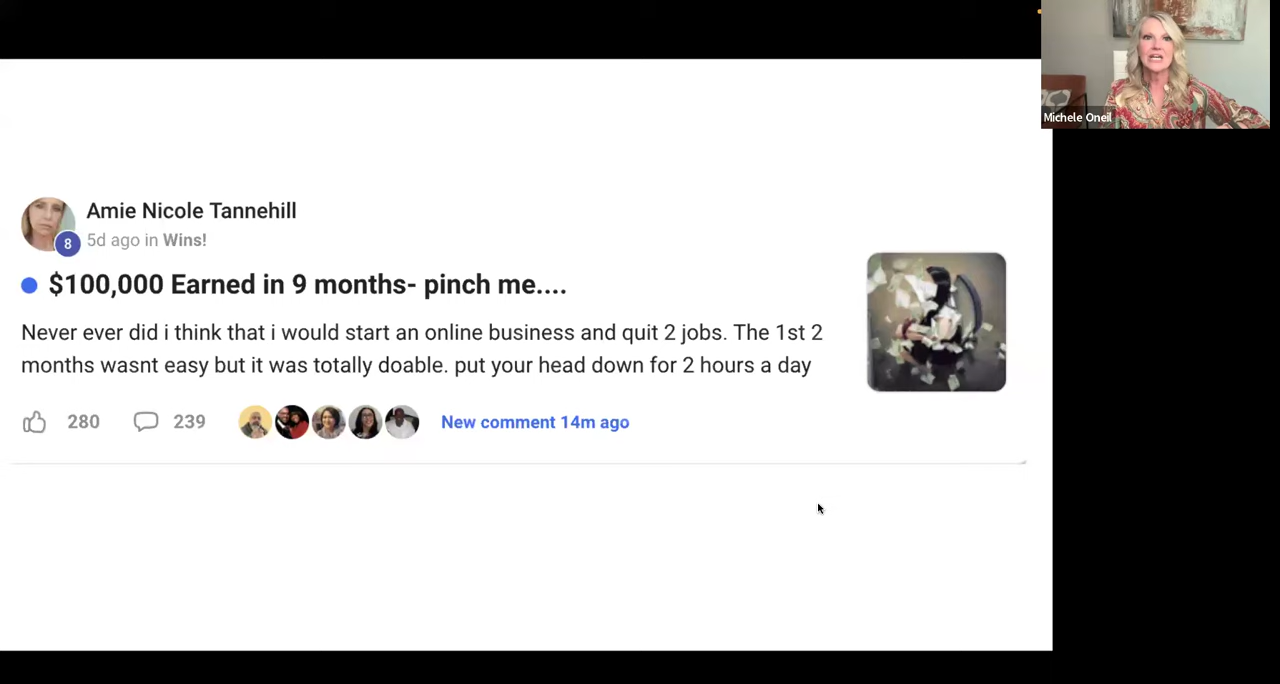 Michele Oneil
Amie Nicole Tannehill
8
5d ago in Wins!
$100,000 Earned in 9 months- pinch me....
Never ever did i think that i would start an online business and quit 2 jobs. The 1st 2
months wasnt easy but it was totally doable. put your head down for 2 hours a day
280 239 New comment 14m ago